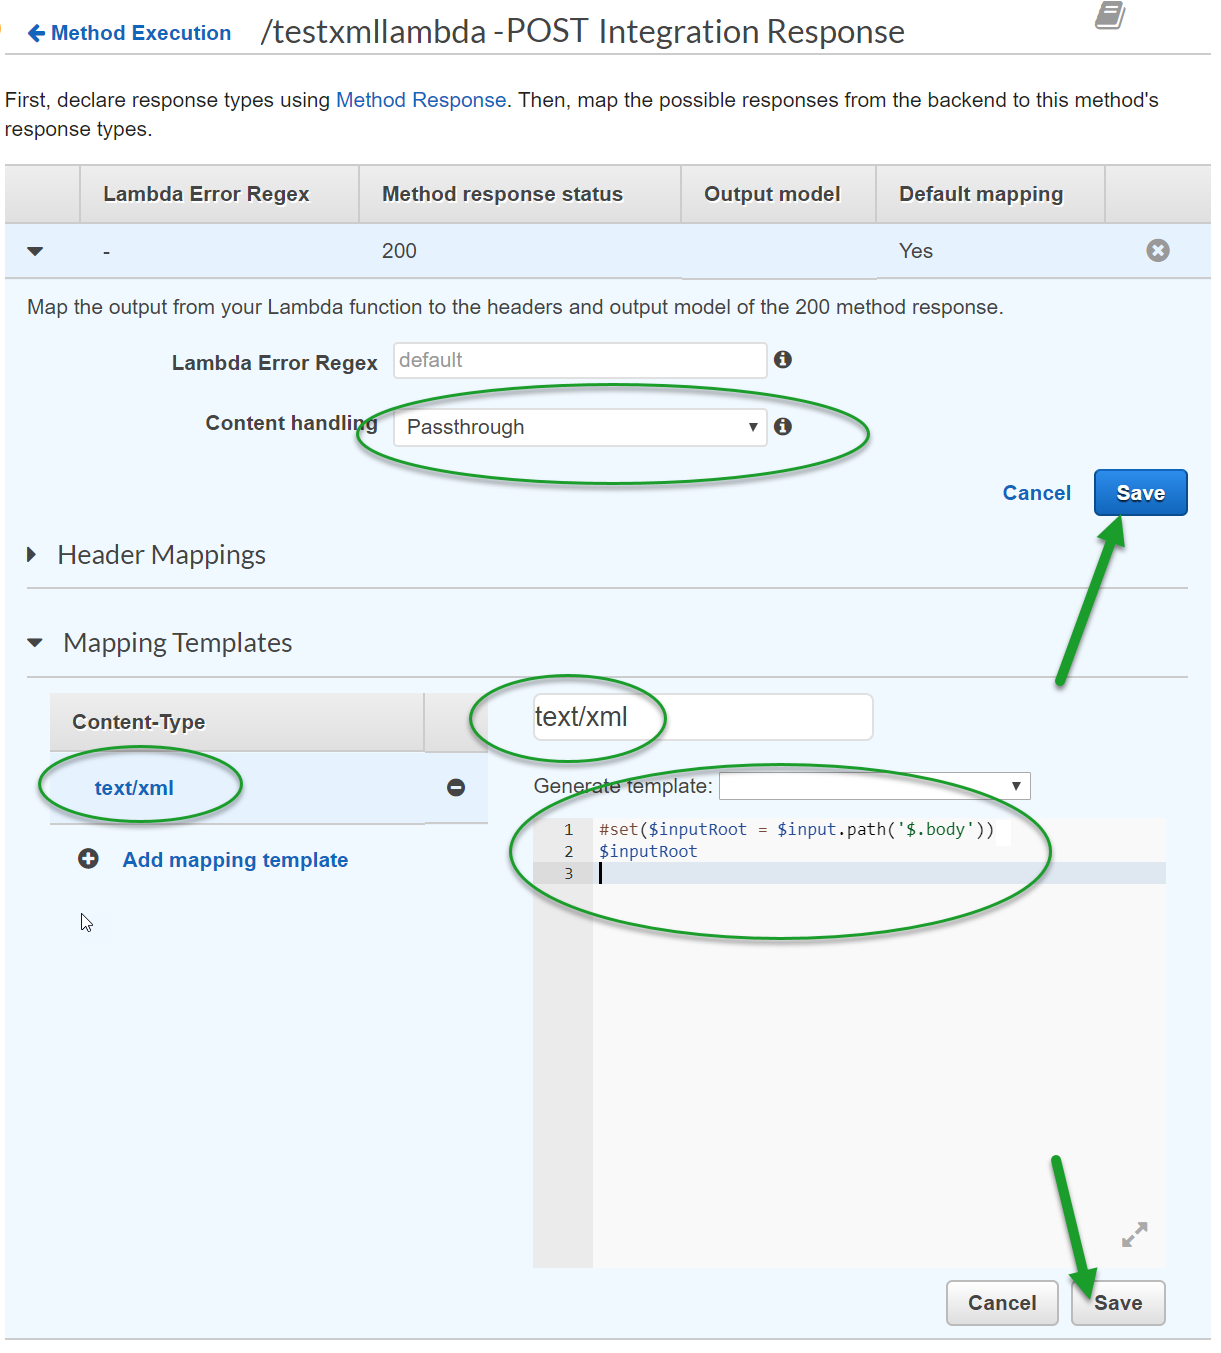 Method Execution /testxmllambda - POST Integration Response
First, declare response types using Method Response. Then, map the possible responses from the backend to this method's
response types.
Lambda Error Regex Method response status Output model Default mapping
- 200 Yes
Map the output from your Lambda function to the headers and output model of the 200 method response.
Lambda Error Regex default
Content handling Passthrough
Cancel Save
Header Mappings
Mapping Templates
Content-Type
text/xml
Add mapping template
text/xml
Generate template:
1 #set($inputRoot = $input.path('$.body'))
2 $inputRoot
3
Cancel Save